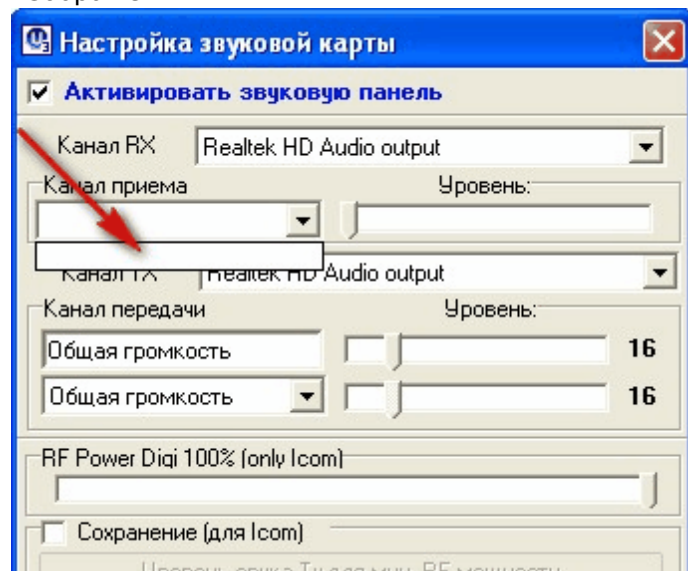 Настройка звуковой карты
Активировать звуковую панель
Канал RX Realtek HD Audio output
Канал приема Уровень:
Канал TX Realtek HD Audio output
Канал передачи Уровень:
Общая громкость 16
Общая громкость 16
RF Power Digi 100% (only Icom)
Сохранение (для Icom)